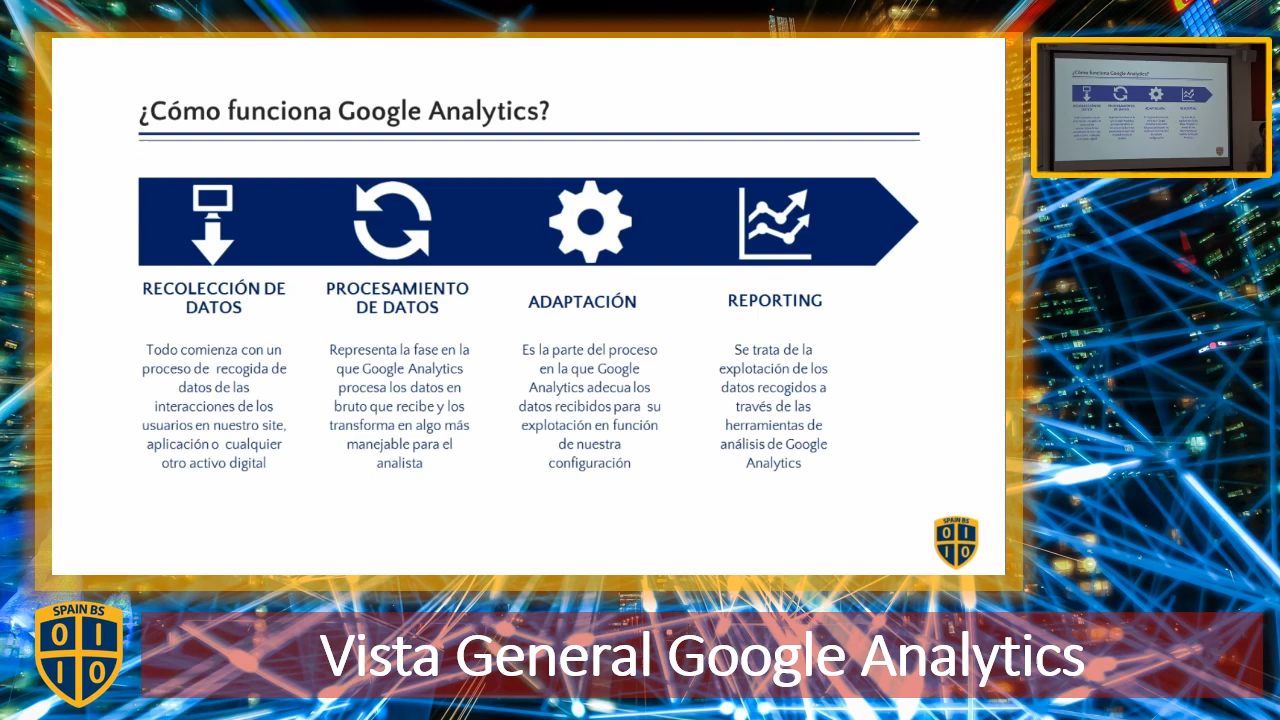 ¿Cómo funciona Google Analytics?
RECOLECCIÓN DE
DATOS
Todo comienza con un
proceso de recogida de
datos de las
interacciones de los
usuarios en nuestro site,
aplicación o cualquier
otro activo digital
PROCESAMIENTO
DE DATOS
Representa la fase en la
que Google Analytics
procesa los datos en
bruto que recibe y los
transforma en algo más
manejable para el
analista
ADAPTACIÓN
Es la parte del proceso
en la que Google
Analytics adecua los
datos recibidos para su
explotación en función
de nuestra
configuración
REPORTING
Se trata de la
explotación de los
datos recogidos a
través de las
herramientas de
análisis de Google
Analytics
SPAIN BS
O I
I O
¿Cómo funciona Google Analytics?
SPAIN BS
O I
I O
Vista General Google Analytics